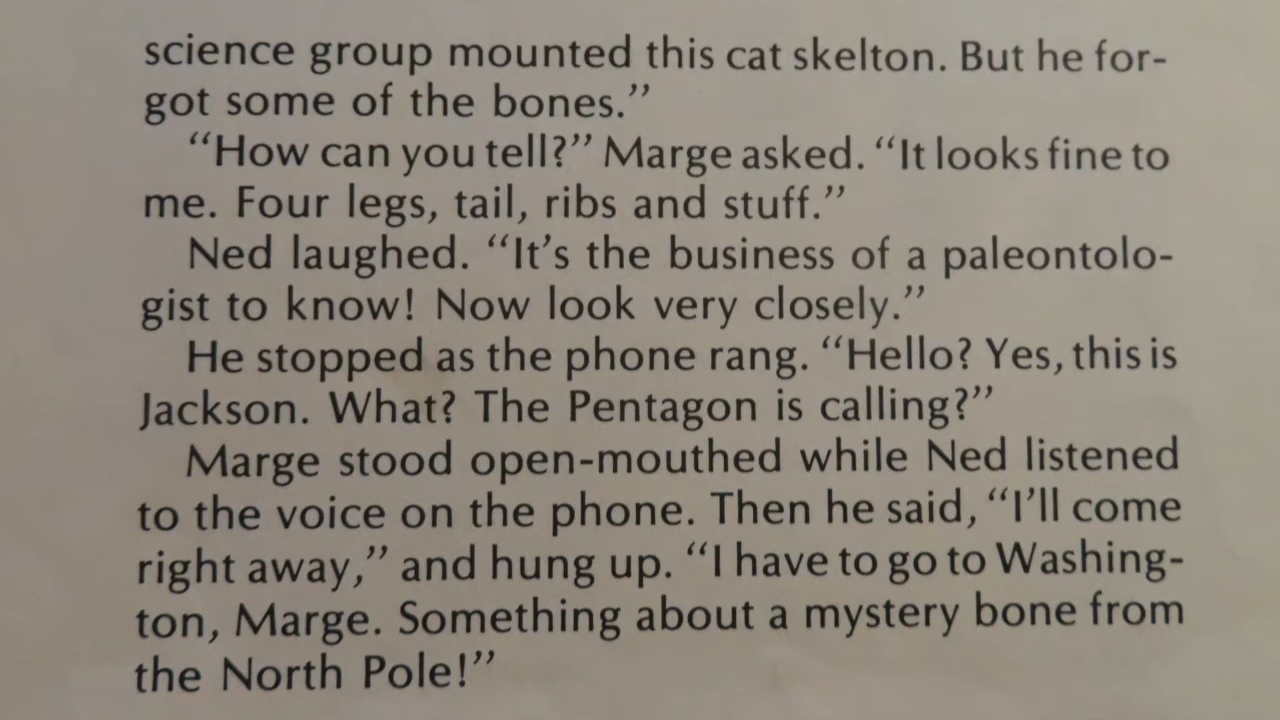 science group mounted this cat skelton. But he for-
got some of the bones.”
“How can you tell?” Marge asked. “It looks fine to
me. Four legs, tail, ribs and stuff.”
Ned laughed. “It’s the business of a paleontolo-
gist to know! Now look very closely.”
He stopped as the phone rang. “Hello? Yes, this is
Jackson. What? The Pentagon is calling?”
Marge stood open-mouthed while Ned listened
to the voice on the phone. Then he said, “I’ll come
right away,” and hung up. “I have to go to Washing-
ton, Marge. Something about a mystery bone from
the North Pole!”